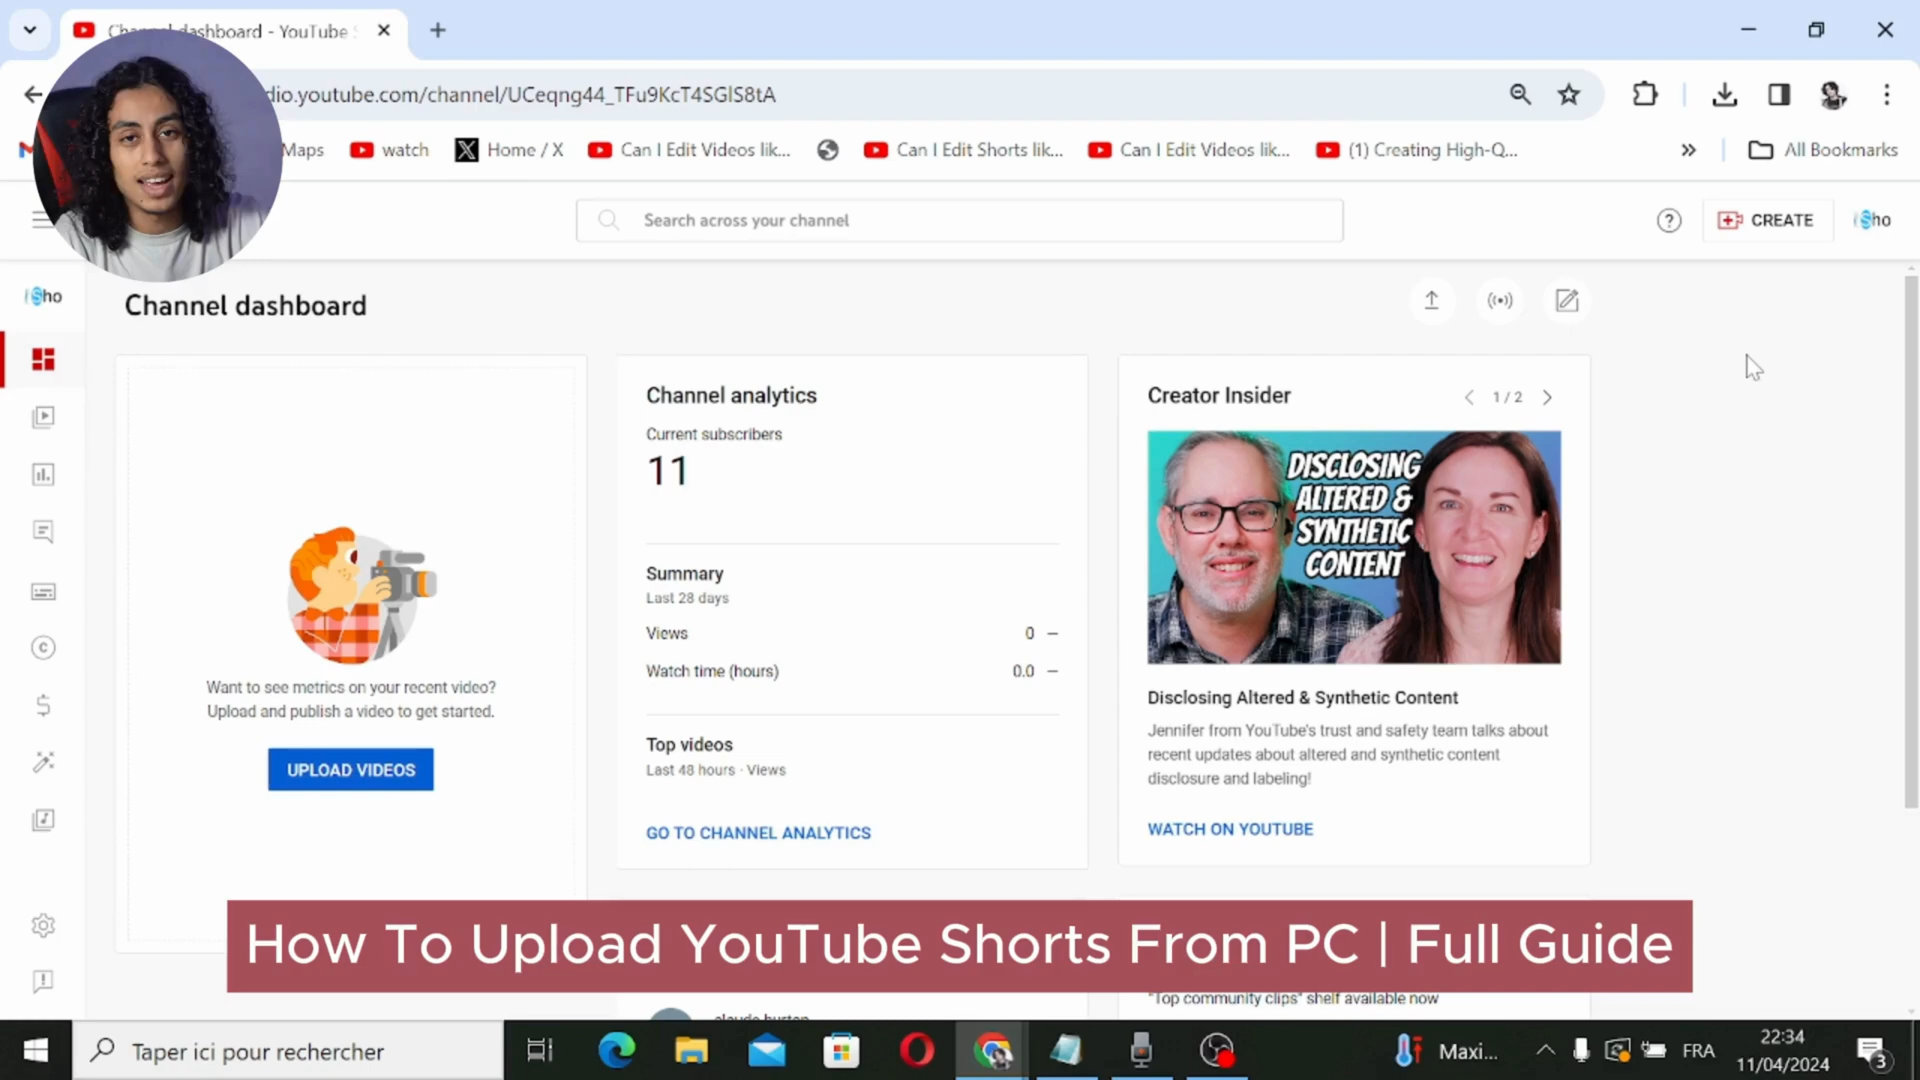 Channel dashboard - YouTube
dio.youtube.com/channel/UCeqng44_TFu9KcT4SGlS8tA
Maps
watch
Home / X
Can I Edit Videos lik...
Can I Edit Shorts lik...
Can I Edit Videos lik...
(1) Creating High-Q...
»
All Bookmarks
Search across your channel
CREATE
Sho
Sho
Channel dashboard
Want to see metrics on your recent video?
Upload and publish a video to get started.
UPLOAD VIDEOS
Channel analytics
Current subscribers
11
Summary
Last 28 days
Views 0 —
Watch time (hours) 0.0 —
Top videos
Last 48 hours · Views
GO TO CHANNEL ANALYTICS
Creator Insider
1 / 2
DISCLOSING
ALTERED &
SYNTHETIC
CONTENT
Disclosing Altered & Synthetic Content
Jennifer from YouTube's trust and safety team talks about
recent updates about altered and synthetic content
disclosure and labeling!
WATCH ON YOUTUBE
How To Upload YouTube Shorts From PC | Full Guide
"Top community clips" shelf available now
Taper ici pour rechercher
Maxi...
FRA
22:34
11/04/2024
3